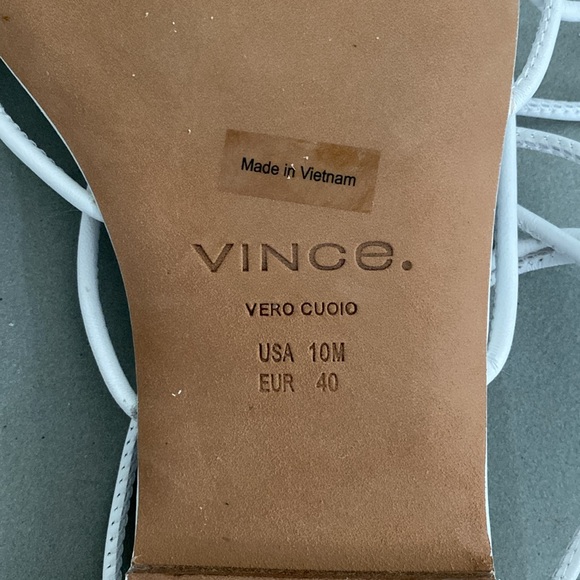 Made in Vietnam
VINCe.
VERO CUOIO
USA 10M
EUR 40